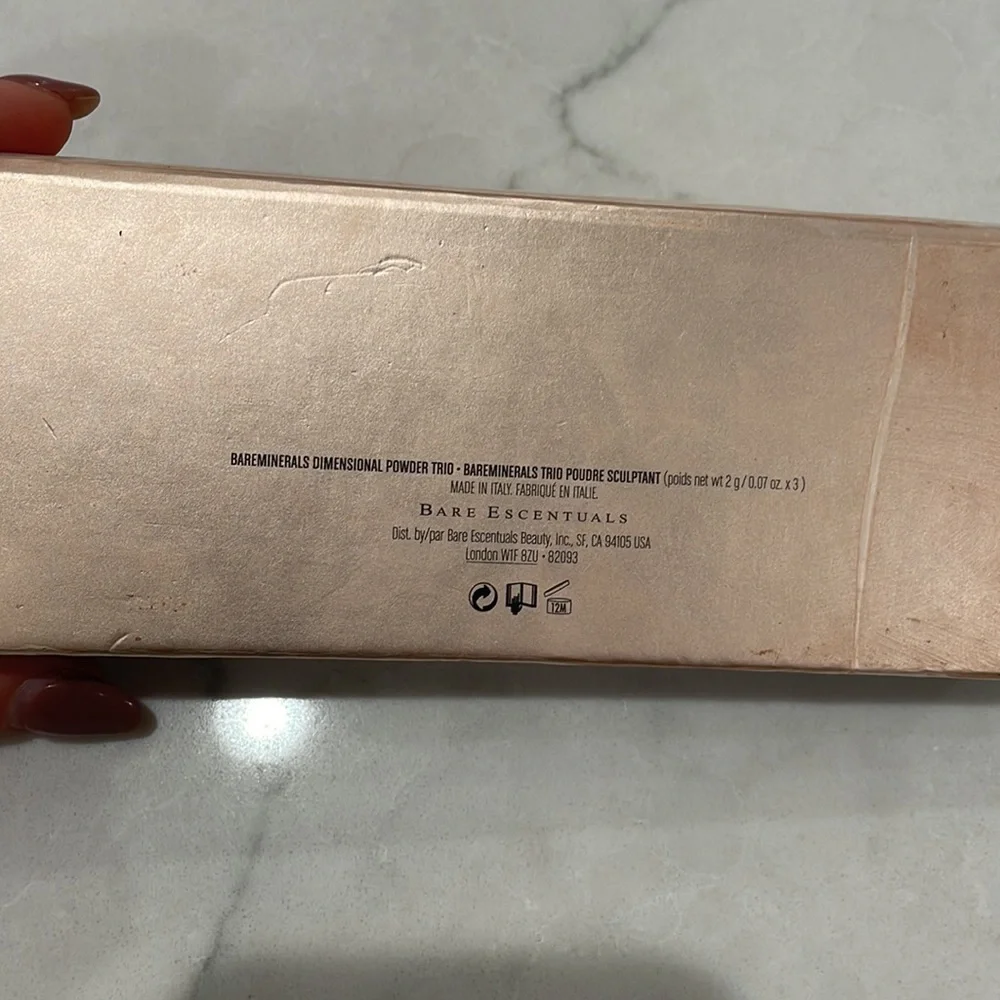 BAREMINERALS DIMENSIONAL POWDER TRIO • BAREMINERALS TRIO POUDRE SCULPTANT (poids net wt 2 g / 0.07 oz. x 3 )
MADE IN ITALY. FABRIQUÉ EN ITALIE.
BARE ESCENTUALS
Dist. by/par Bare Escentuals Beauty, Inc., SF, CA 94105 USA
London W1F 8ZU • 82093
12M